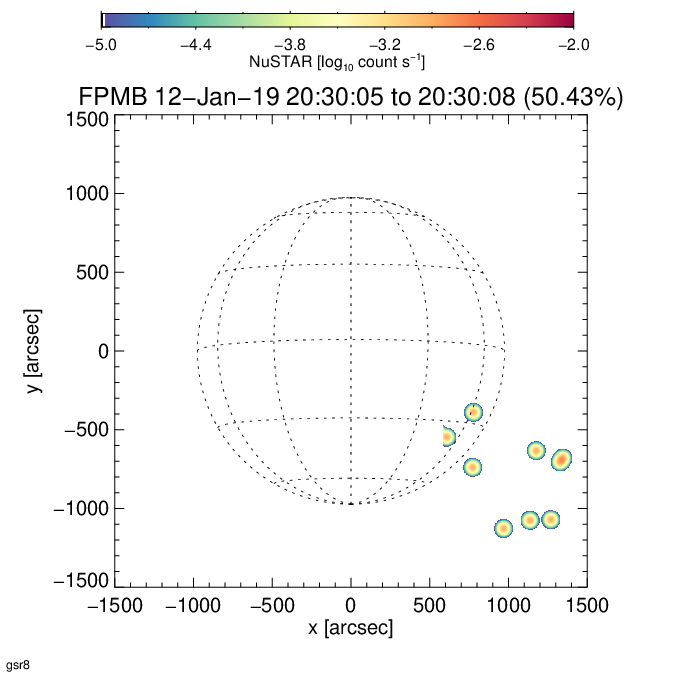 −5.0 −4.4 −3.8 −3.2 −2.6 −2.0
NuSTAR [log10 count s−1]
FPMB 12−Jan−19 20:30:05 to 20:30:08 (50.43%)
1500
1000
500
0
−500
−1000
−1500
y [arcsec]
−1500 −1000 −500 0 500 1000 1500
x [arcsec]
gsr8